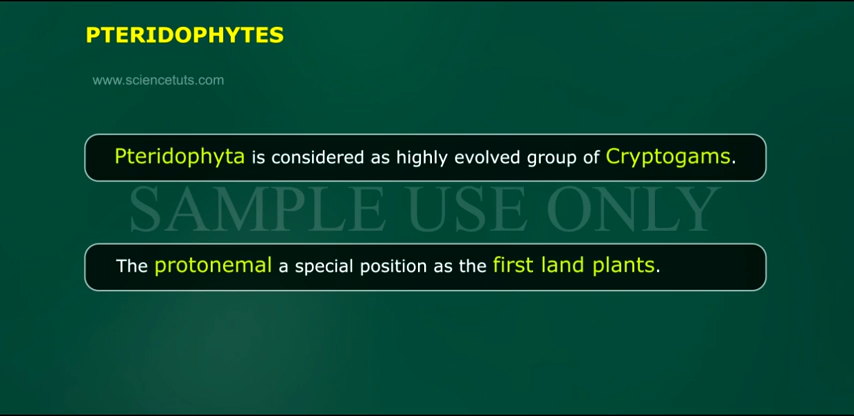 PTERIDOPHYTES
www.sciencetuts.com
Pteridophyta is considered as highly evolved group of Cryptogams.
SAMPLE USE ONLY
The protonemal a special position as the first land plants.